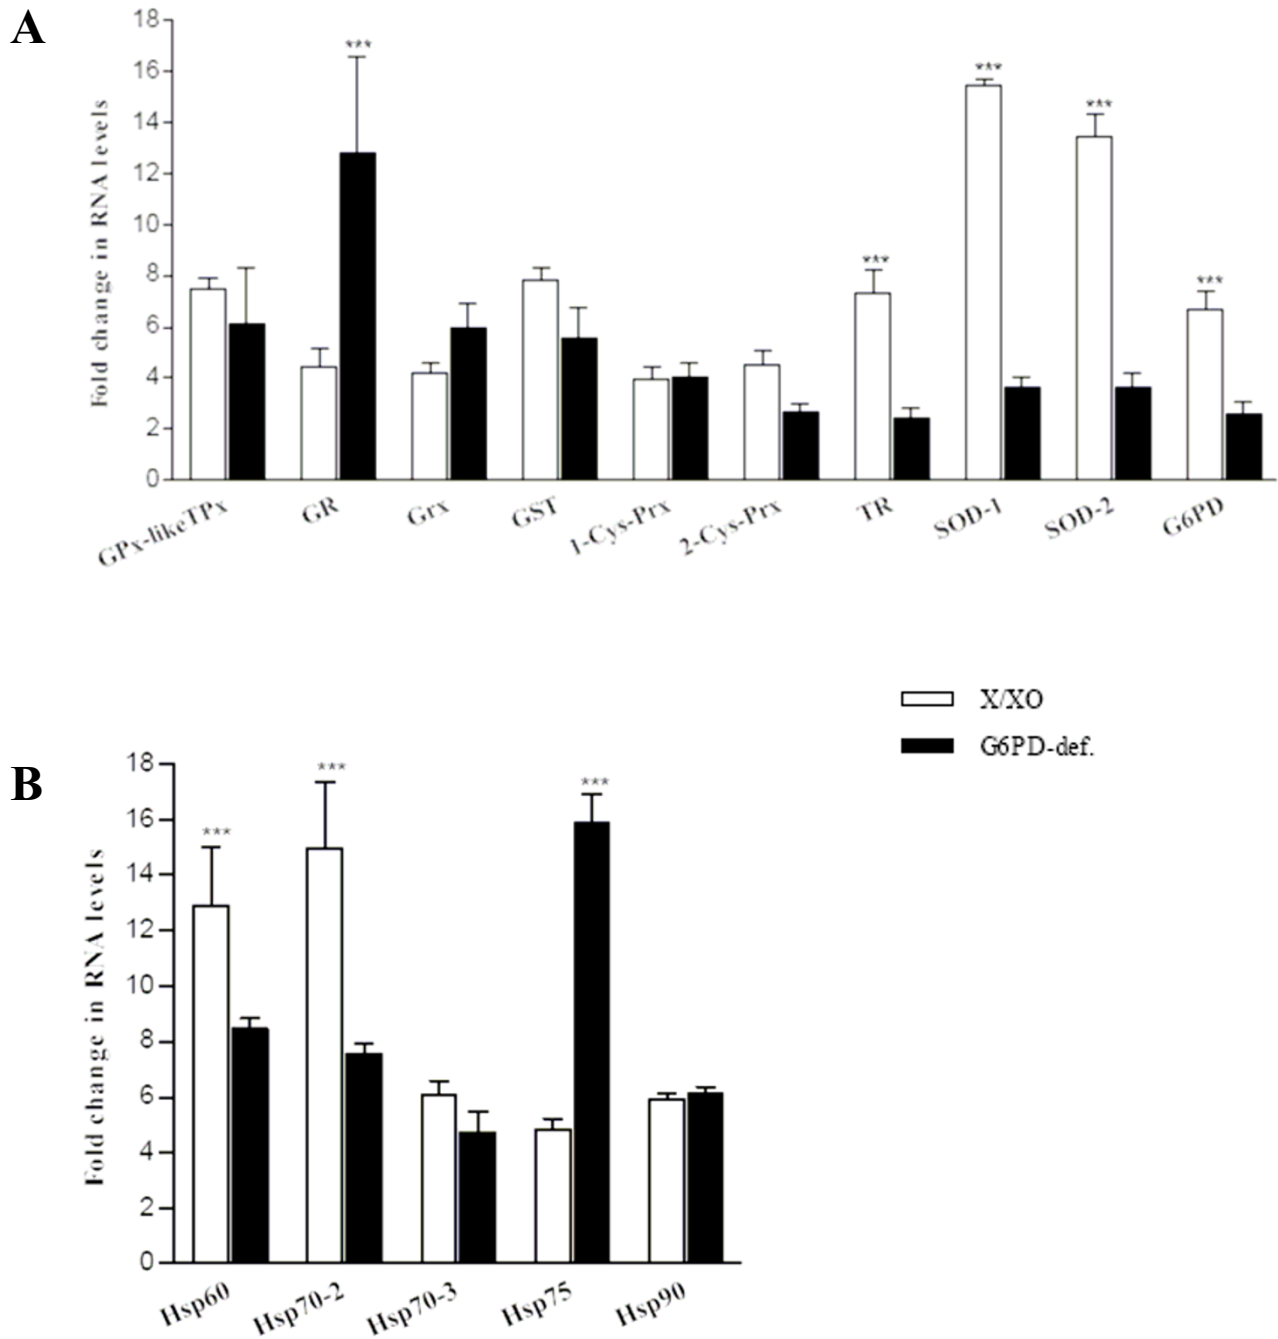 A
Fold change in RNA levels
18
16
14
12
10
8
6
4
2
0
***
***
***
***
***
GPx-likeTPx
GR
Grx
GST
1-Cys-Prx
2-Cys-Prx
TR
SOD-1
SOD-2
G6PD
X/XO
G6PD-def.
B
Fold change in RNA levels
18
16
14
12
10
8
6
4
2
0
***
***
***
Hsp60
Hsp70-2
Hsp70-3
Hsp75
Hsp90